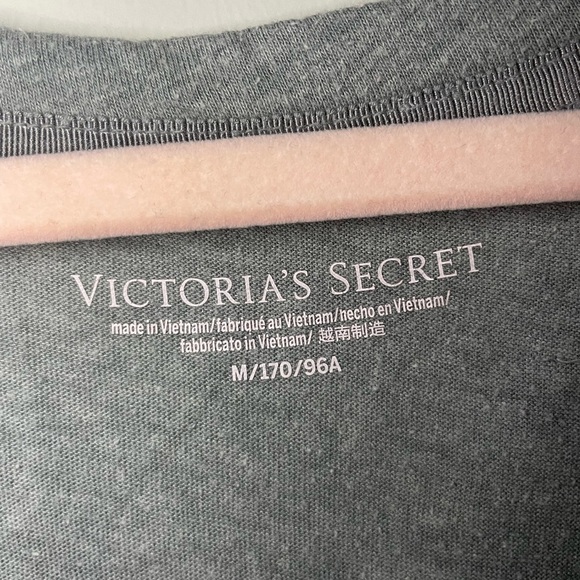 VICTORIA'S SECRET
made in Vietnam/fabriqué au Vietnam/hecho en Vietnam/
fabbricato in Vietnam/ 越南制造
M/170/96A